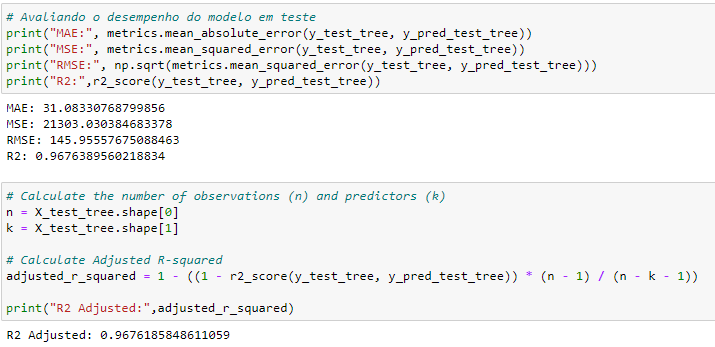 # Avaliando o desempenho do modelo em teste
print("MAE:", metrics.mean_absolute_error(y_test_tree, y_pred_test_tree))
print("MSE:", metrics.mean_squared_error(y_test_tree, y_pred_test_tree))
print("RMSE:", np.sqrt(metrics.mean_squared_error(y_test_tree, y_pred_test_tree)))
print("R2:",r2_score(y_test_tree, y_pred_test_tree))
MAE: 31.08330768799856
MSE: 21303.030384683378
RMSE: 145.95557675088463
R2: 0.9676389560218834
# Calculate the number of observations (n) and predictors (k)
n = X_test_tree.shape[0]
k = X_test_tree.shape[1]
# Calculate Adjusted R-squared
adjusted_r_squared = 1 - ((1 - r2_score(y_test_tree, y_pred_test_tree)) * (n - 1) / (n - k - 1))
print("R2 Adjusted:",adjusted_r_squared)
R2 Adjusted: 0.9676185848611059